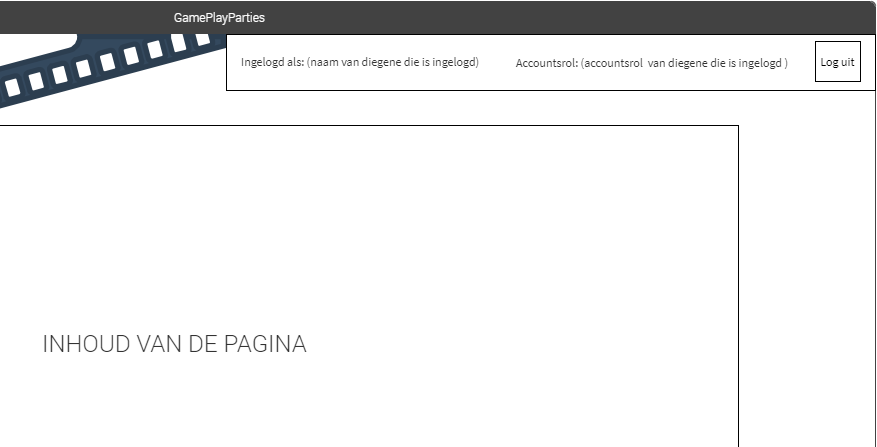 GamePlayParties
Ingelogd als: (naam van diegene die is ingelogd)
Accountsrol: (accountsrol van diegene die is ingelogd )
Log uit
INHOUD VAN DE PAGINA